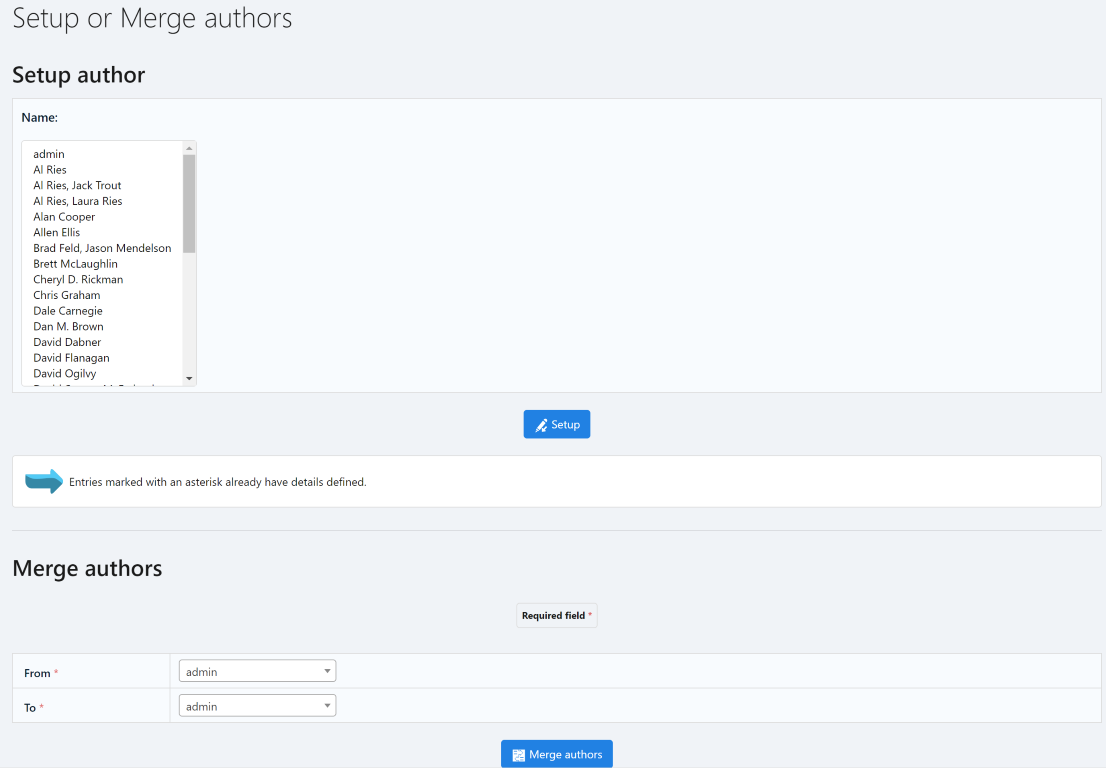 Setup or Merge authors
Setup author
Name:
admin
Al Ries
Al Ries, Jack Trout
Al Ries, Laura Ries
Alan Cooper
Allen Ellis
Brad Feld, Jason Mendelson
Brett McLaughlin
Cheryl D. Rickman
Chris Graham
Dale Carnegie
Dan M. Brown
David Dabner
David Flanagan
David Ogilvy
Setup
Entries marked with an asterisk already have details defined.
Merge authors
Required field *
From * admin
To * admin
Merge authors